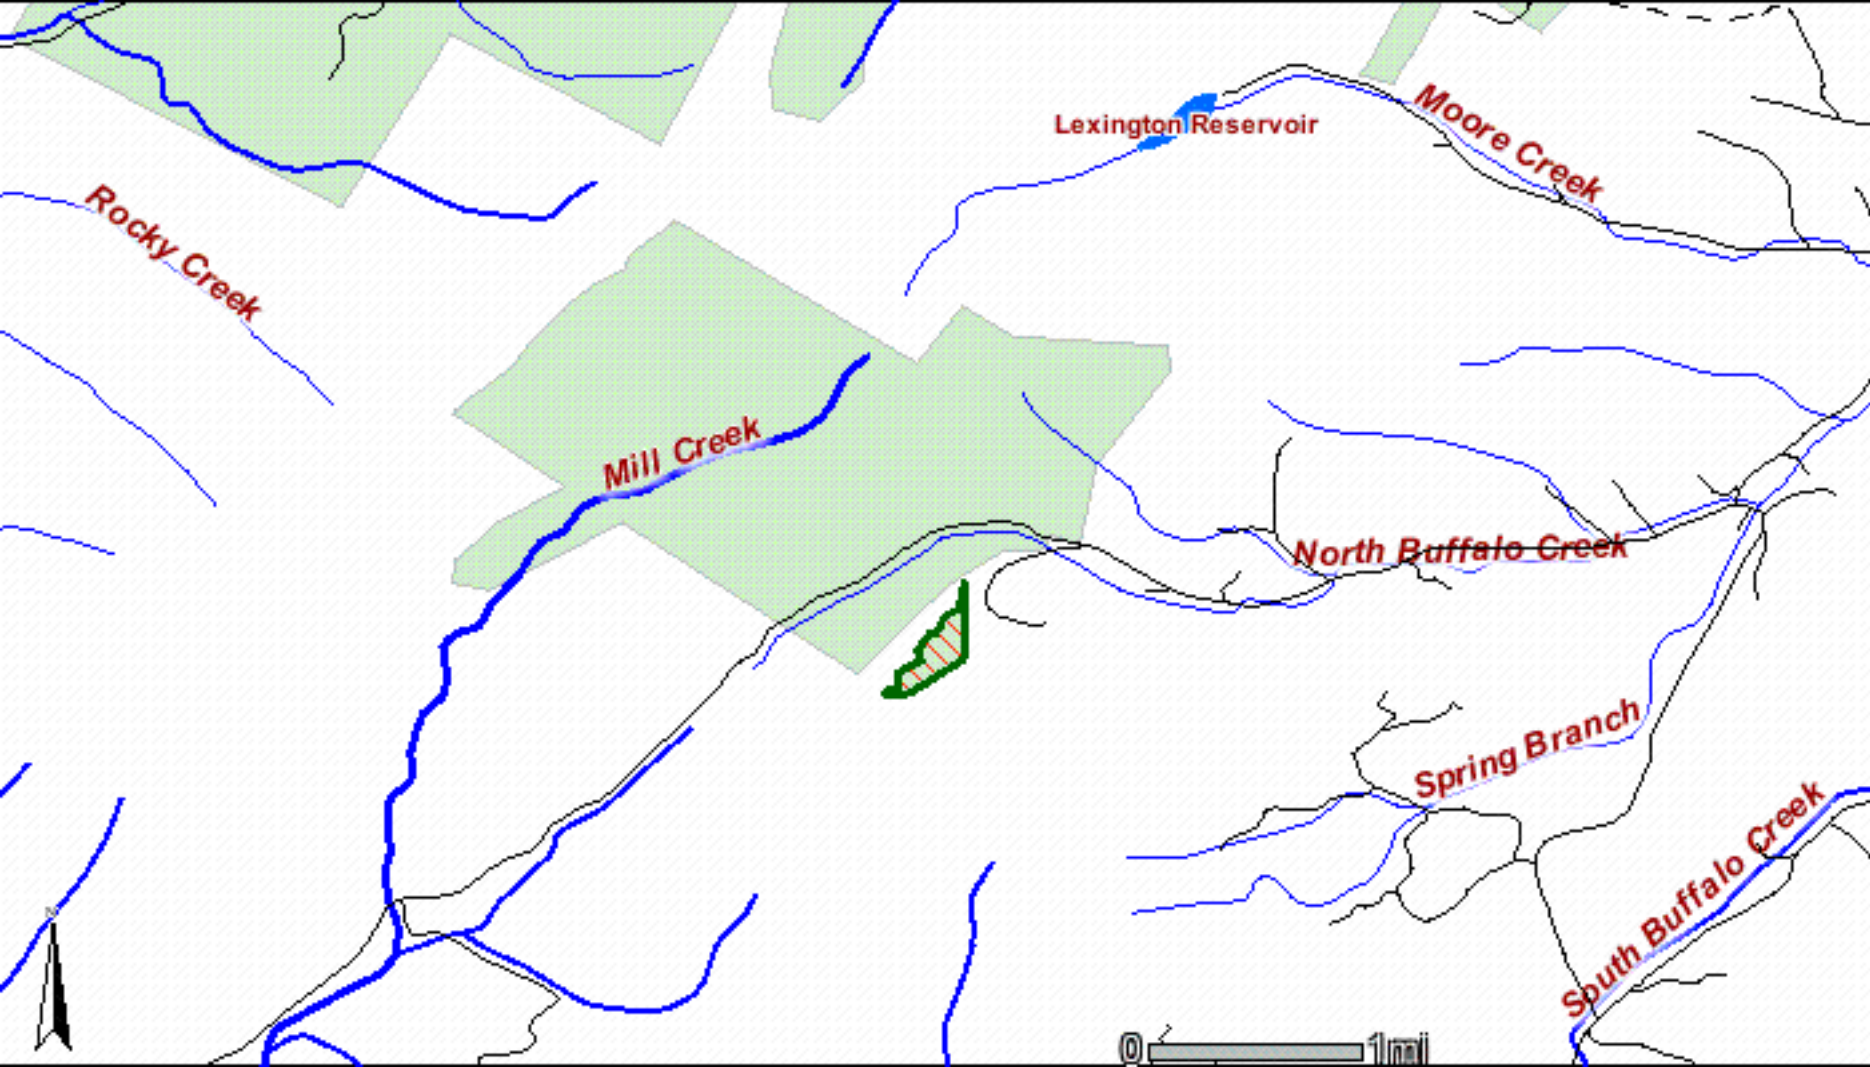 Moore Creek
Lexington Reservoir
Rocky Creek
Mill Creek
North Buffalo Creek
Spring Branch
South Buffalo Creek
N
0 1mi